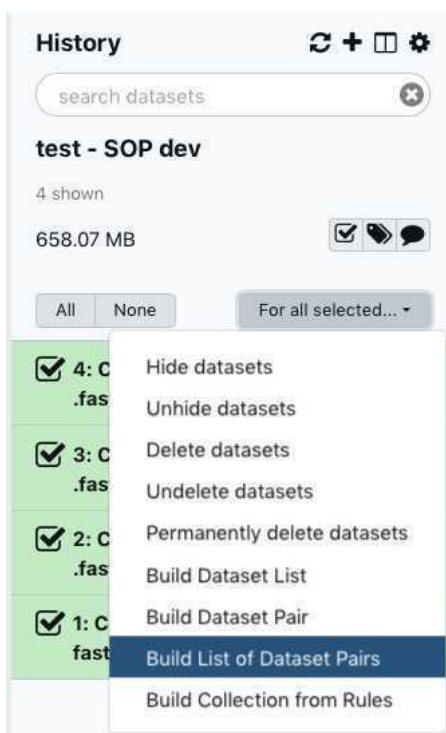 History
search datasets
test - SOP dev
4 shown
658.07 MB
All None For all selected...
4: C
.fas
3: C
.fas
2: C
.fas
1: C
fast
Hide datasets
Unhide datasets
Delete datasets
Undelete datasets
Permanently delete datasets
Build Dataset List
Build Dataset Pair
Build List of Dataset Pairs
Build Collection from Rules